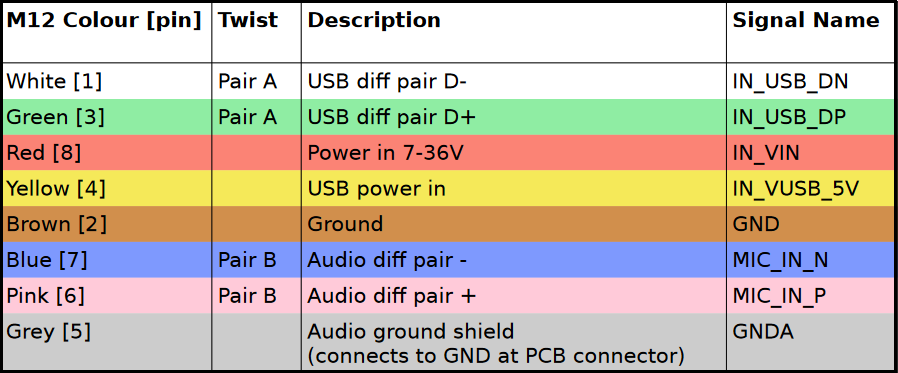 M12 Colour [pin] Twist Description Signal Name
White [1] Pair A USB diff pair D- IN_USB_DN
Green [3] Pair A USB diff pair D+ IN_USB_DP
Red [8] Power in 7-36V IN_VIN
Yellow [4] USB power in IN_VUSB_5V
Brown [2] Ground GND
Blue [7] Pair B Audio diff pair - MIC_IN_N
Pink [6] Pair B Audio diff pair + MIC_IN_P
Grey [5] Audio ground shield GNDA
(connects to GND at PCB connector)